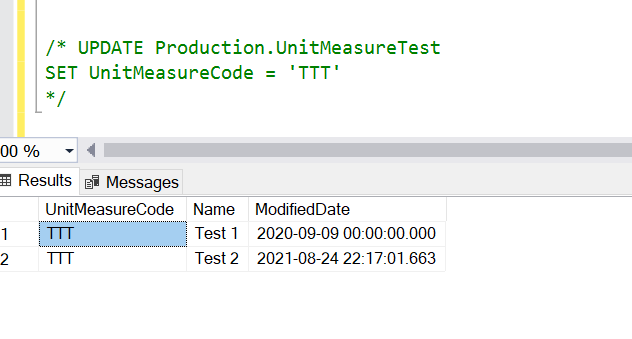 /* UPDATE Production.UnitMeasureTest
SET UnitMeasureCode = 'TTT'
*/
00 %
Results Messages
UnitMeasureCode Name ModifiedDate
1 TTT Test 1 2020-09-09 00:00:00.000
2 TTT Test 2 2021-08-24 22:17:01.663